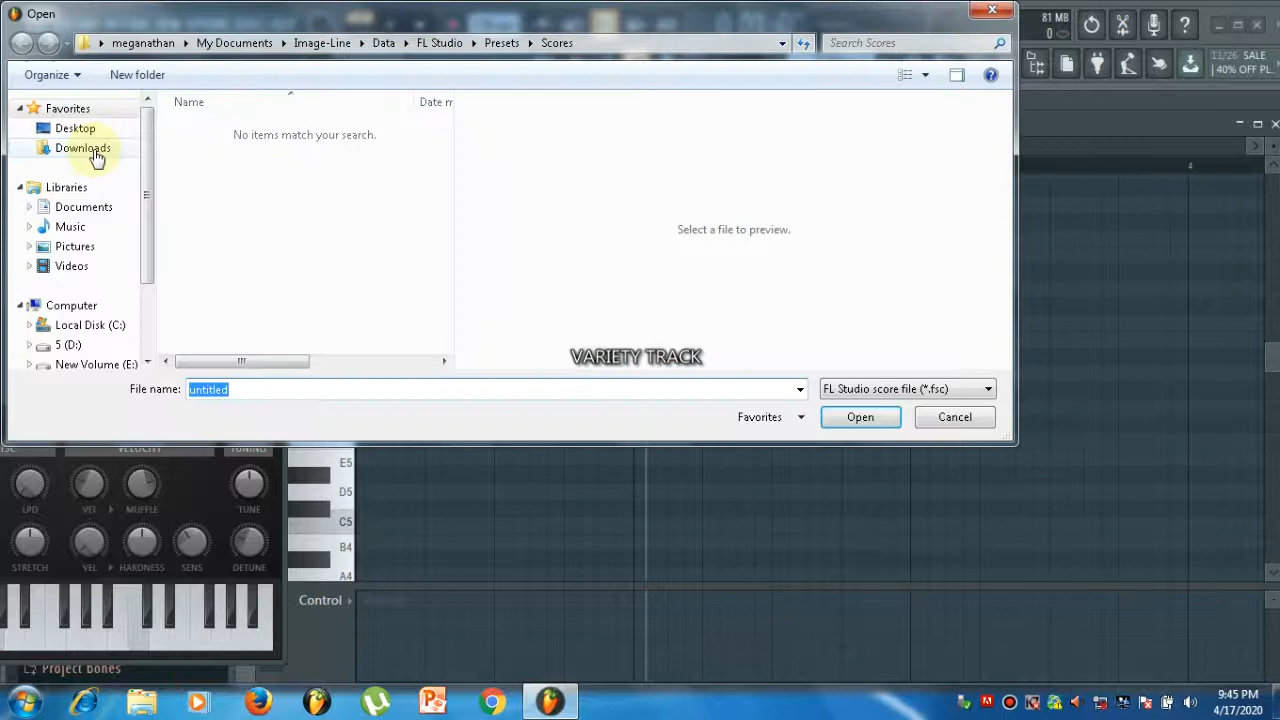 Open
81 MB
0
meganathan
My Documents
Image-Line
Data
FL Studio
Presets
Scores
Search Scores
11/26 SALE
40% OFF PL
Organize
New folder
Favorites
Desktop
Downloads
Libraries
Documents
Music
Pictures
Videos
Computer
Local Disk (C:)
5 (D:)
New Volume (E:)
Name
Date m
No items match your search.
Select a file to preview.
4
VARIETY TRACK
File name:
untitled
FL Studio score file (*.fsc)
Favorites
Open
Cancel
VELOCITY
TUNING
LPD
VEL
MUFFLE
TUNE
STRETCH
VEL
HARDNESS
SENS
DETUNE
E5
D5
C5
B4
A4
Control
Project bones
9:45 PM
4/17/2020